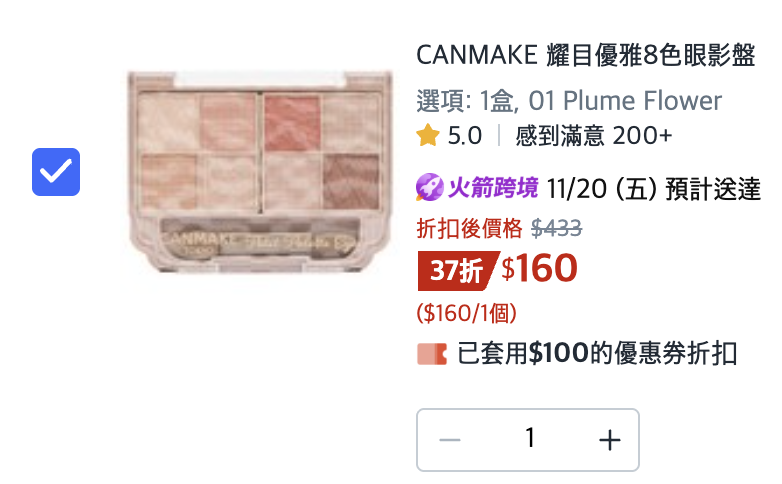 CANMAKE 耀目優雅8色眼影盤
選項: 1盒, 01 Plume Flower
5.0 | 感到滿意 200+
火箭跨境 11/20 (五) 預計送達
折扣後價格 $433
37折 $160
($160/1個)
已套用$100的優惠券折扣
− 1 +
CANMAKE